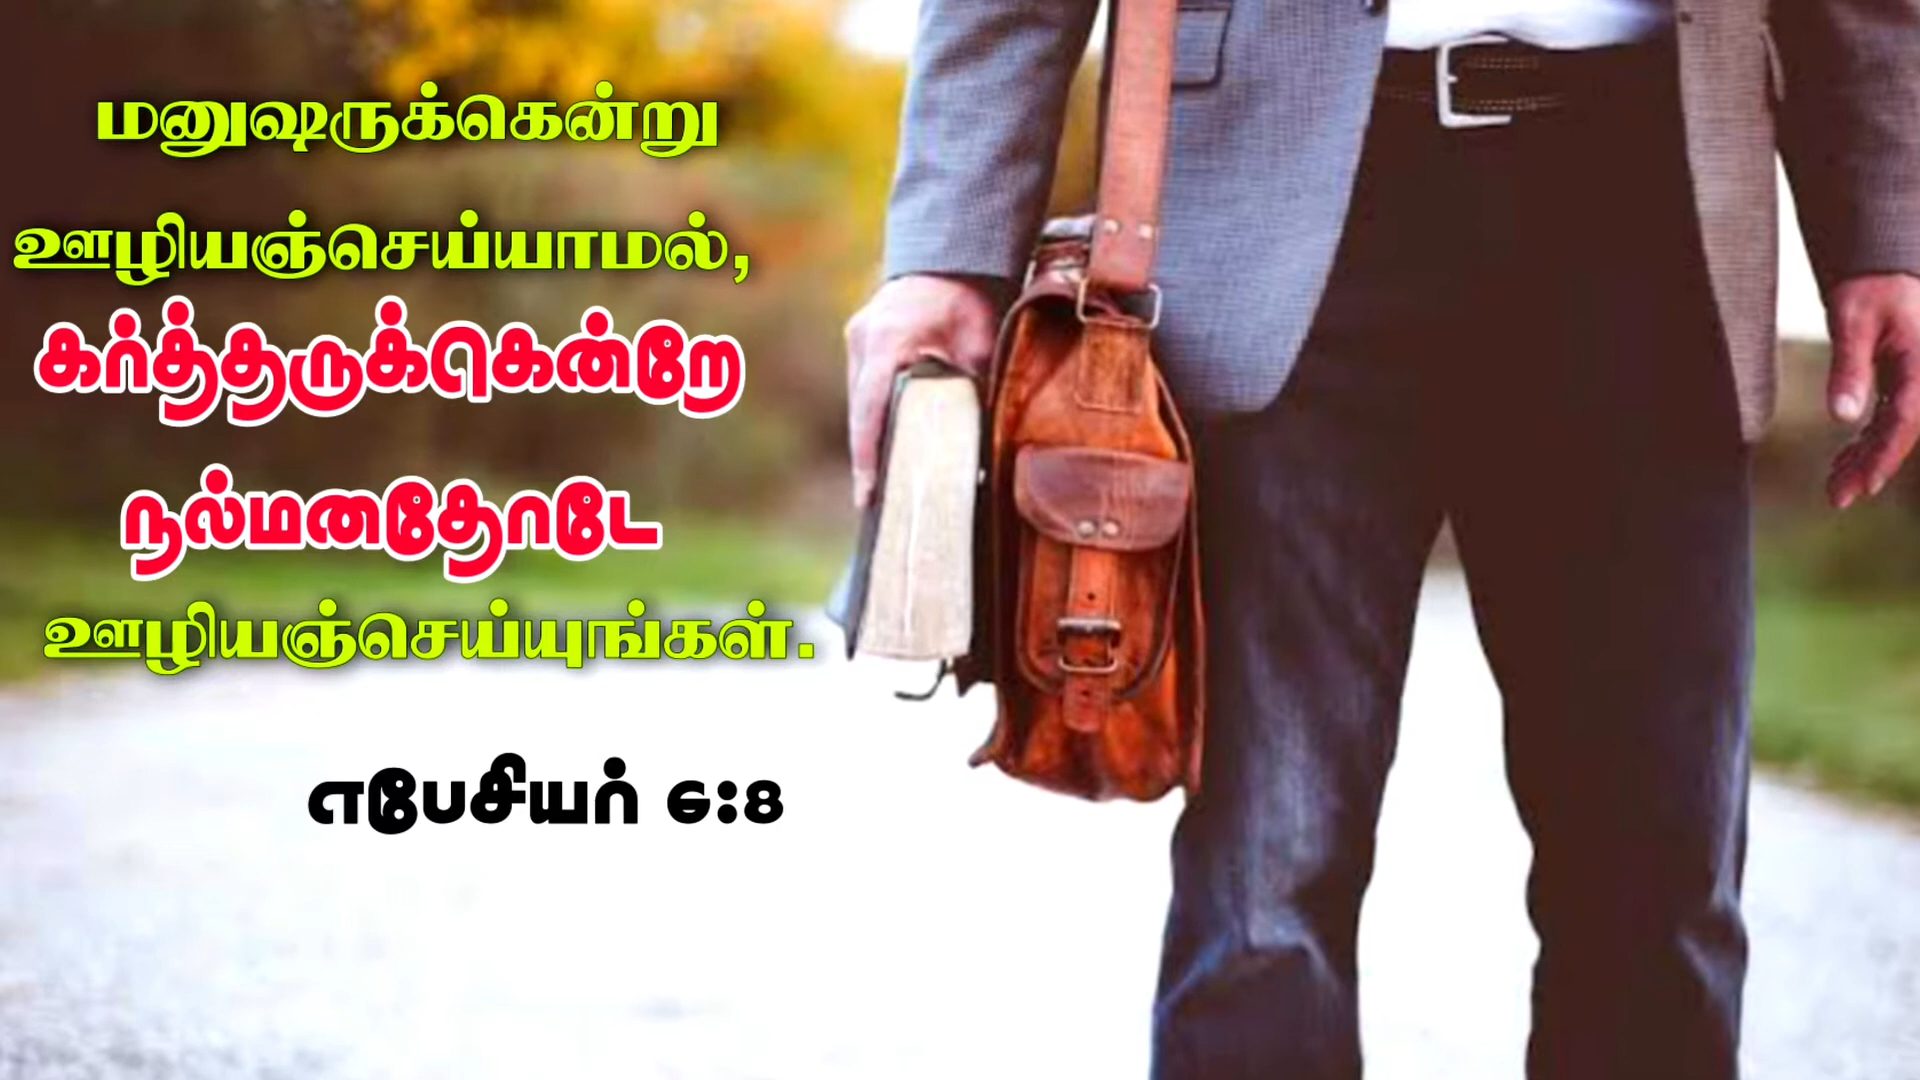 மனுஷருக்கென்று
ஊழியஞ்செய்யாமல்,
கர்த்தருக்கென்றே
நல்மனதோடே
ஊழியஞ்செய்யுங்கள்.
எபேசியர் 6:8